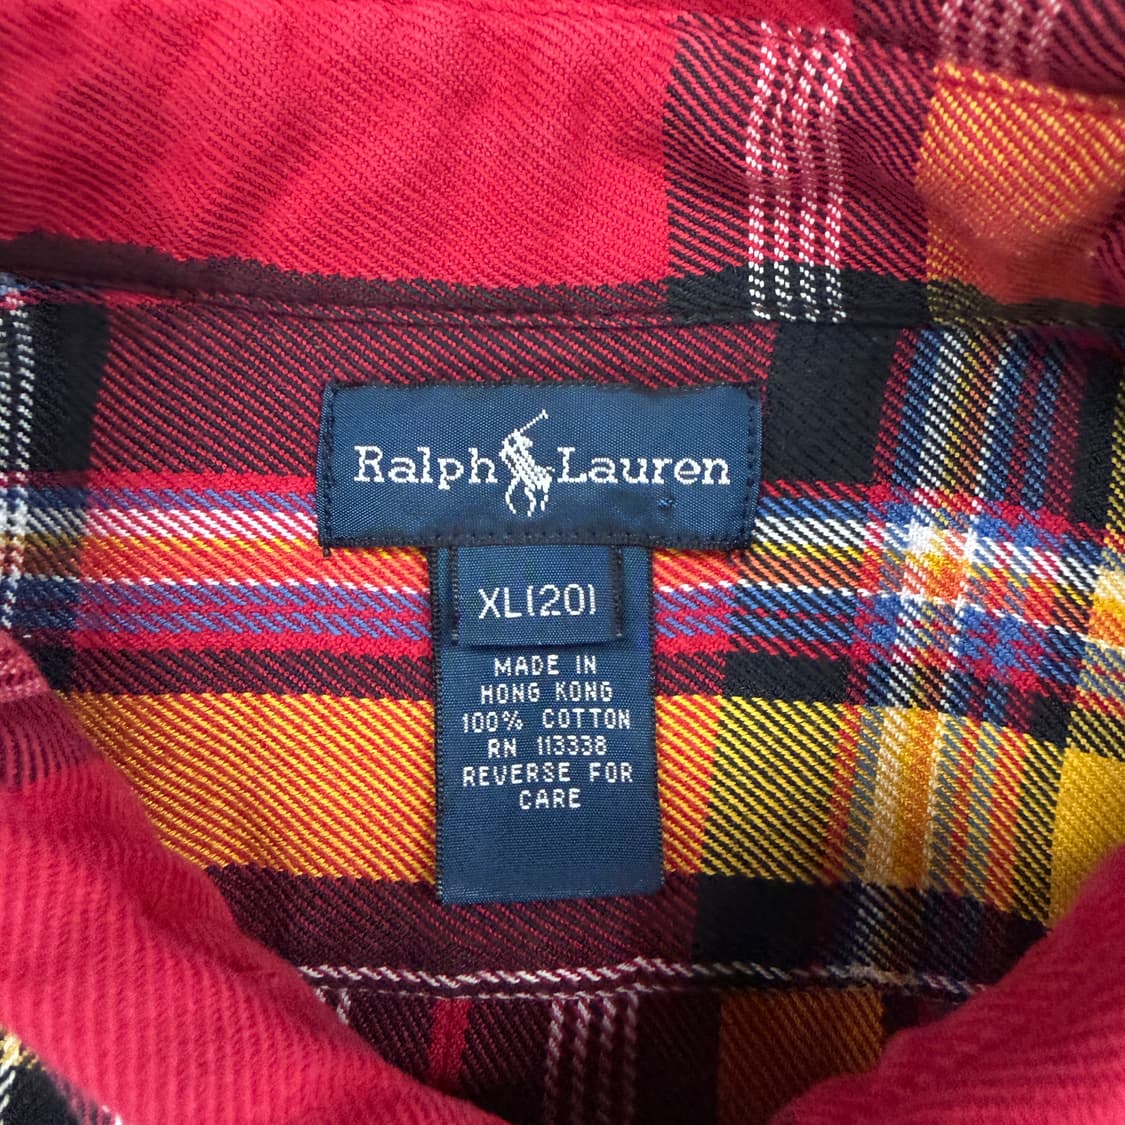 Ralph Lauren
XL(20)
MADE IN
HONG KONG
100% COTTON
RN 113338
REVERSE FOR
CARE